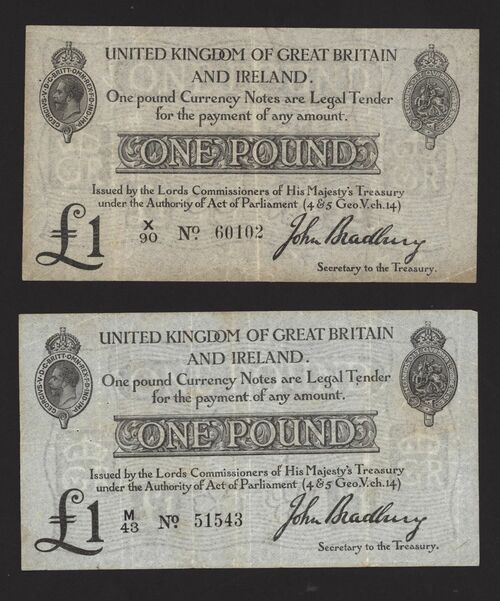 UNITED KINGDOM OF GREAT BRITAIN
AND IRELAND.
One pound Currency Notes are Legal Tender
for the payment of any amount.
ONE POUND
Issued by the Lords Commissioners of His Majesty's Treasury
under the Authority of Act of Parliament (4 & 5 Geo.V.ch.14)
£1 X/90 No 60102 John Bradbury
Secretary to the Treasury.
UNITED KINGDOM OF GREAT BRITAIN
AND IRELAND.
One pound Currency Notes are Legal Tender
for the payment of any amount.
ONE POUND
Issued by the Lords Commissioners of His Majesty's Treasury
under the Authority of Act of Parliament (4 & 5 Geo.V.ch.14)
£1 M/43 No 51543 John Bradbury
Secretary to the Treasury.